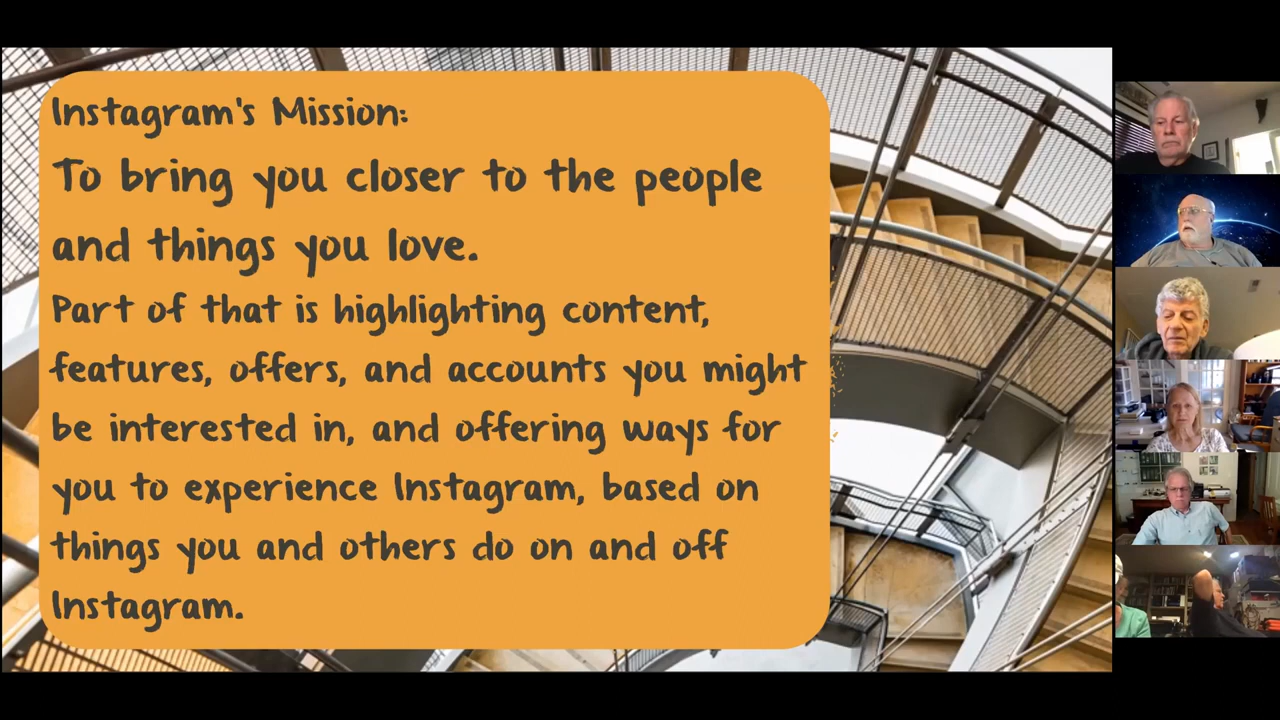 Instagram's Mission:
To bring you closer to the people
and things you love.
Part of that is highlighting content,
features, offers, and accounts you might
be interested in, and offering ways for
you to experience Instagram, based on
things you and others do on and off
Instagram.